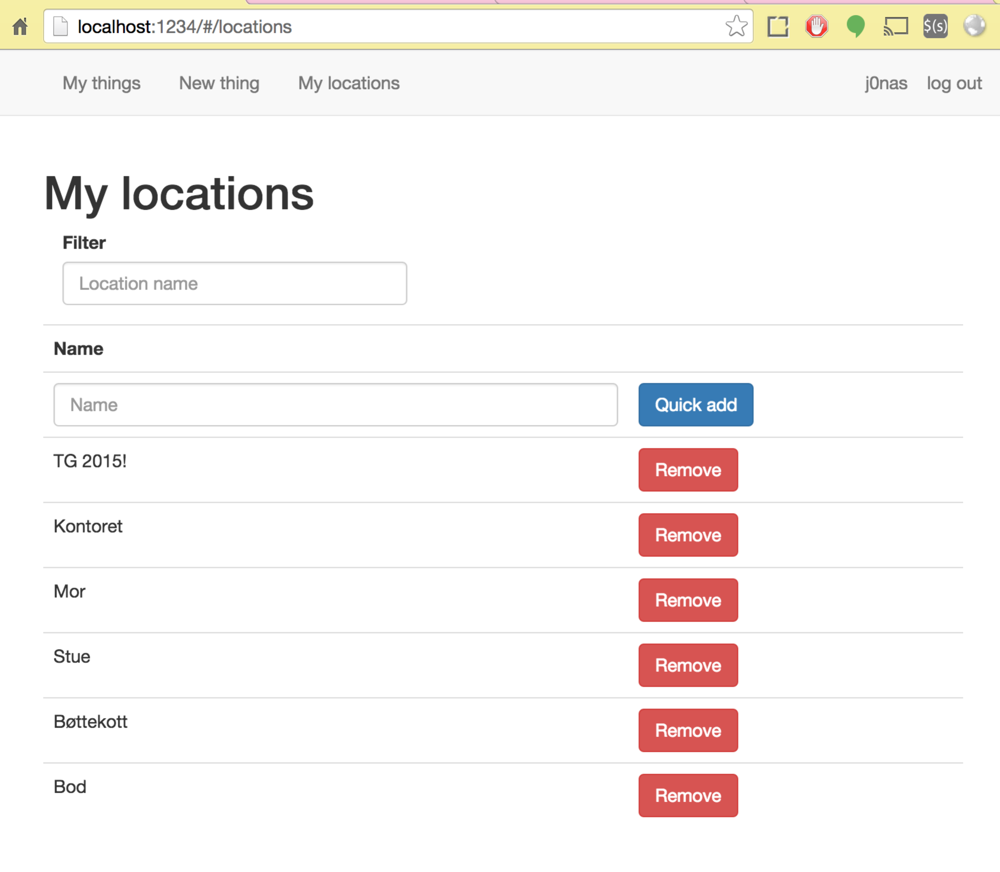 localhost:1234/#/locations
$(s)
My things New thing My locations j0nas log out
My locations
Filter
Location name
Name
Name Quick add
TG 2015! Remove
Kontoret Remove
Mor Remove
Stue Remove
Bøttekott Remove
Bod Remove